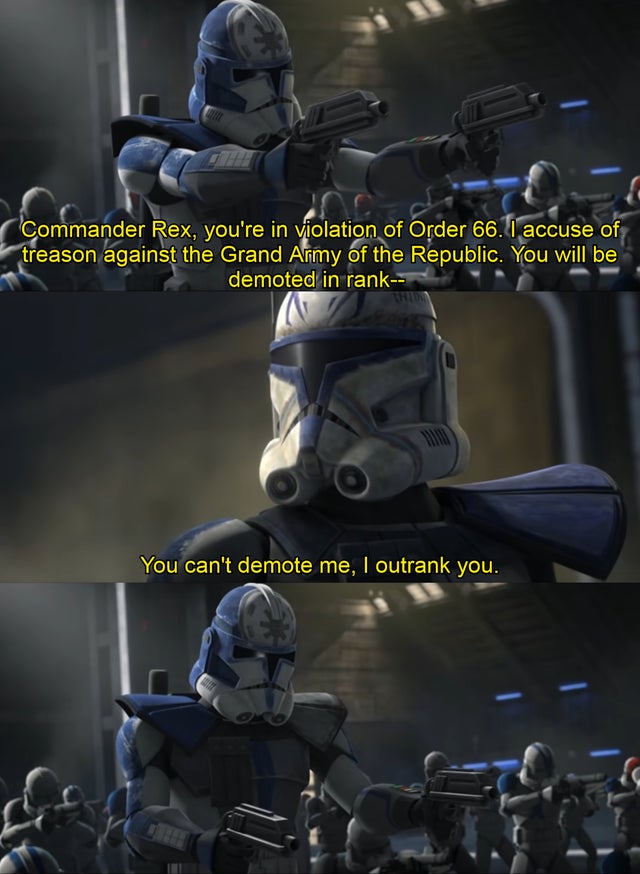 Commander Rex, you're in violation of Order 66. I accuse of
treason against the Grand Army of the Republic. You will be
demoted in rank--
You can't demote me, I outrank you.